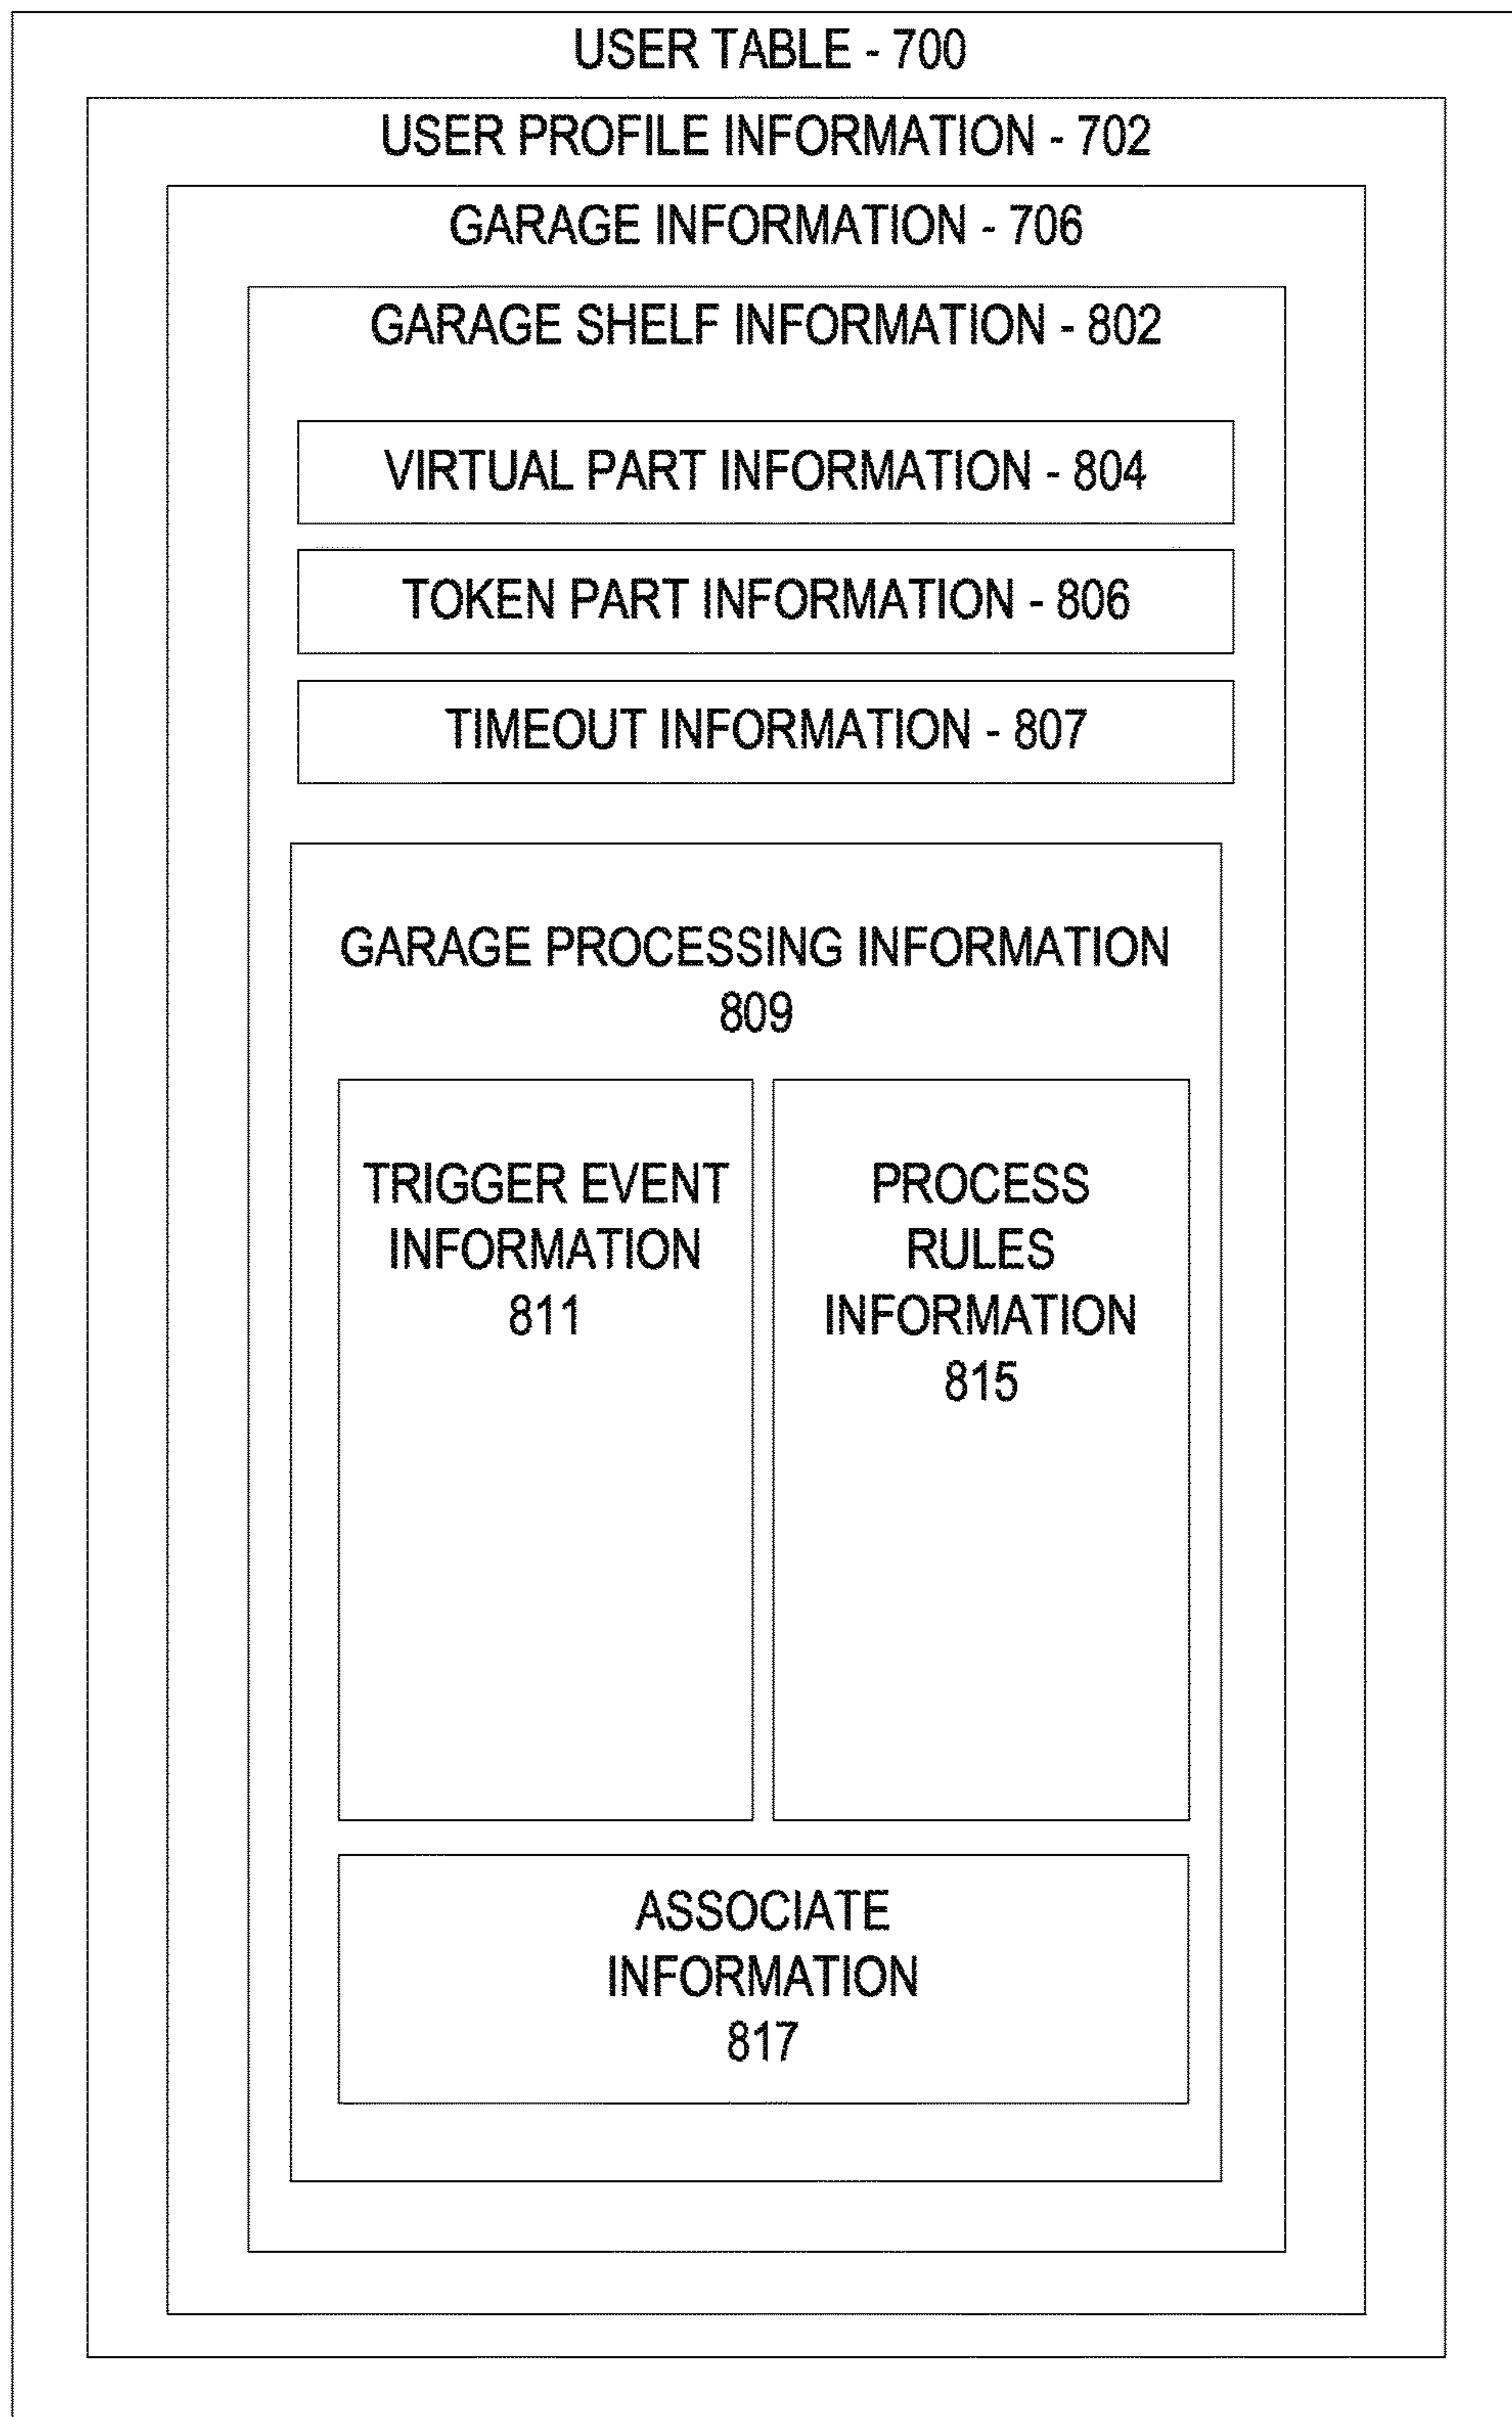 USER TABLE - 700
USER PROFILE INFORMATION - 702
GARAGE INFORMATION - 706
GARAGE SHELF INFORMATION - 802
VIRTUAL PART INFORMATION - 804
TOKEN PART INFORMATION - 806
TIMEOUT INFORMATION - 807
GARAGE PROCESSING INFORMATION
809
TRIGGER EVENT
INFORMATION
811
PROCESS
RULES
INFORMATION
815
ASSOCIATE
INFORMATION
817